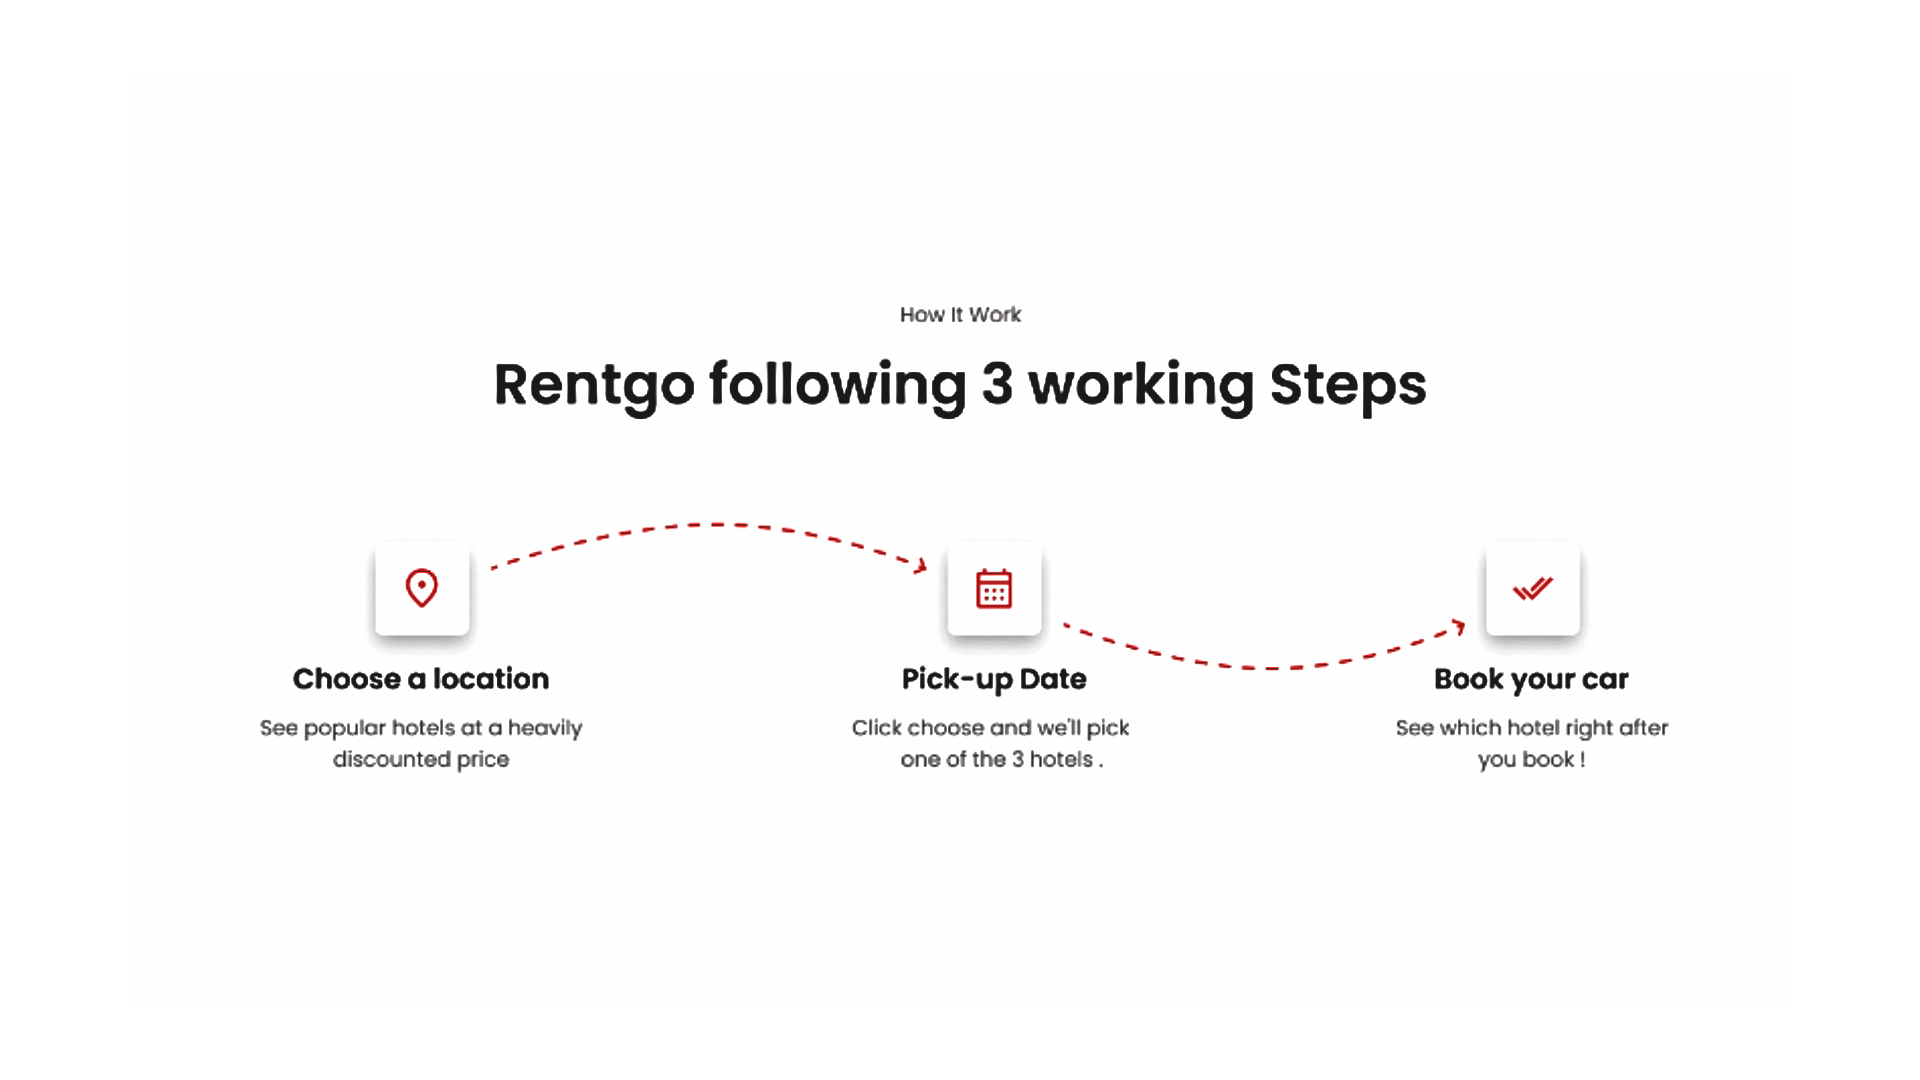 How It Work
Rentgo following 3 working Steps
Choose a location
See popular hotels at a heavily
discounted price
Pick-up Date
Click choose and we'll pick
one of the 3 hotels .
Book your car
See which hotel right after
you book !